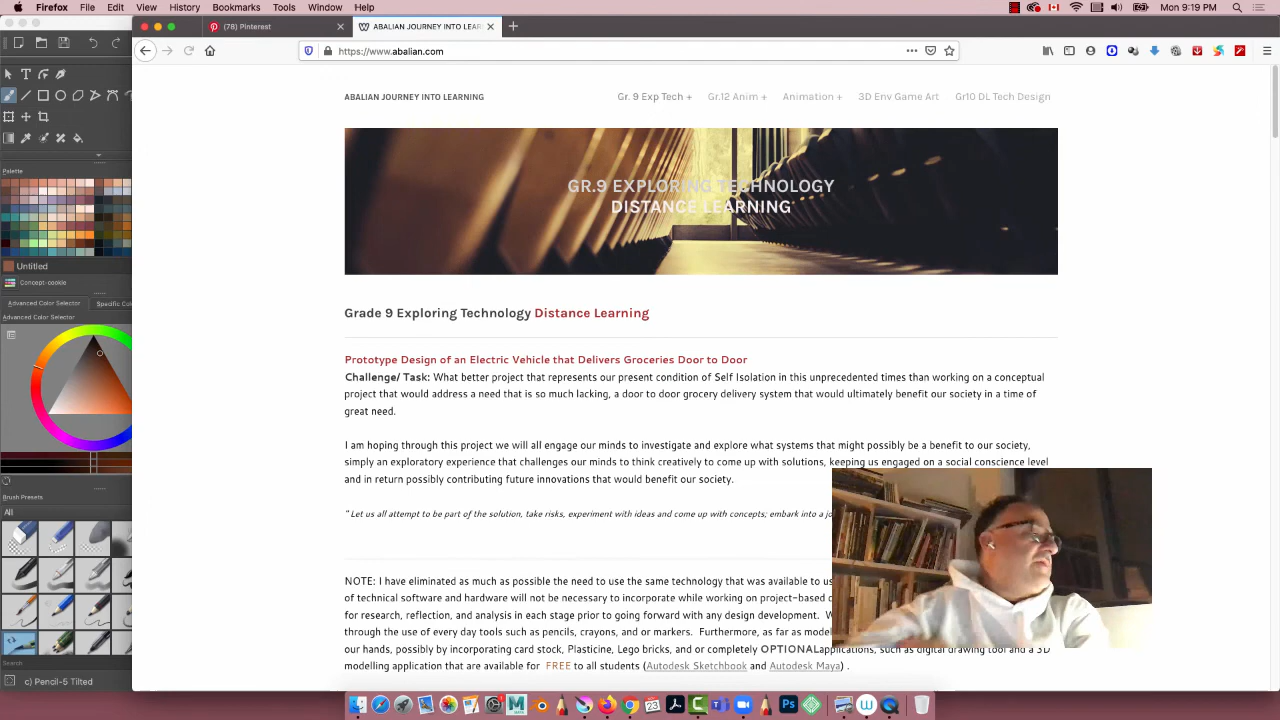 Firefox File Edit View History Bookmarks Tools Window Help Mon 9:19 PM
(78) Pinterest
ABALIAN JOURNEY INTO LEARN
https://www.abalian.com
ABALIAN JOURNEY INTO LEARNING
Gr. 9 Exp Tech + Gr.12 Anim + Animation + 3D Env Game Art Gr10 DL Tech Design
GR.9 EXPLORING TECHNOLOGY
DISTANCE LEARNING
Grade 9 Exploring Technology Distance Learning
Prototype Design of an Electric Vehicle that Delivers Groceries Door to Door
Challenge/ Task: What better project that represents our present condition of Self Isolation in this unprecedented times than working on a conceptual
project that would address a need that is so much lacking, a door to door grocery delivery system that would ultimately benefit our society in a time of
great need.
I am hoping through this project we will all engage our minds to investigate and explore what systems that might possibly be a benefit to our society,
simply an exploratory experience that challenges our minds to think creatively to come up with solutions, keeping us engaged on a social conscience level
and in return possibly contributing future innovations that would benefit our society.
"Let us all attempt to be part of the solution, take risks, experiment with ideas and come up with concepts; embark into a jo
NOTE: I have eliminated as much as possible the need to use the same technology that was available to us
of technical software and hardware will not be necessary to incorporate while working on project-based
for research, reflection, and analysis in each stage prior to going forward with any design development.
through the use of every day tools such as pencils, crayons, and or markers. Furthermore, as far as model
our hands, possibly by incorporating card stock, Plasticine, Lego bricks, and or completely OPTIONALapplications, such as digital drawing tool and a 3D
modelling application that are available for FREE to all students (Autodesk Sketchbook and Autodesk Maya) .
Palette
Untitled
Concept-cookie
Advanced Color Selector Specific Co
Advanced Color Selector
Brush Presets
All
Search
c) Pencil-5 Tilted